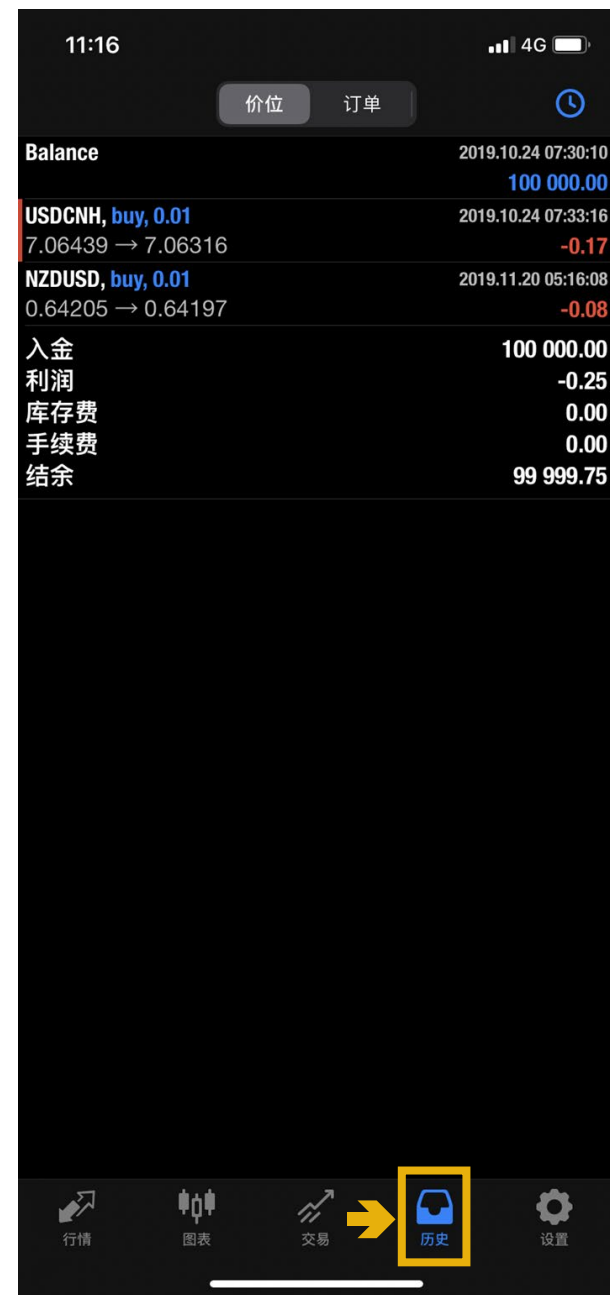 11:16 4G
价位 订单
Balance 2019.10.24 07:30:10
100 000.00
USDCNH, buy, 0.01 2019.10.24 07:33:16
7.06439 → 7.06316 -0.17
NZDUSD, buy, 0.01 2019.11.20 05:16:08
0.64205 → 0.64197 -0.08
入金 100 000.00
利润 -0.25
库存费 0.00
手续费 0.00
结余 99 999.75
行情 图表 交易 历史 设置